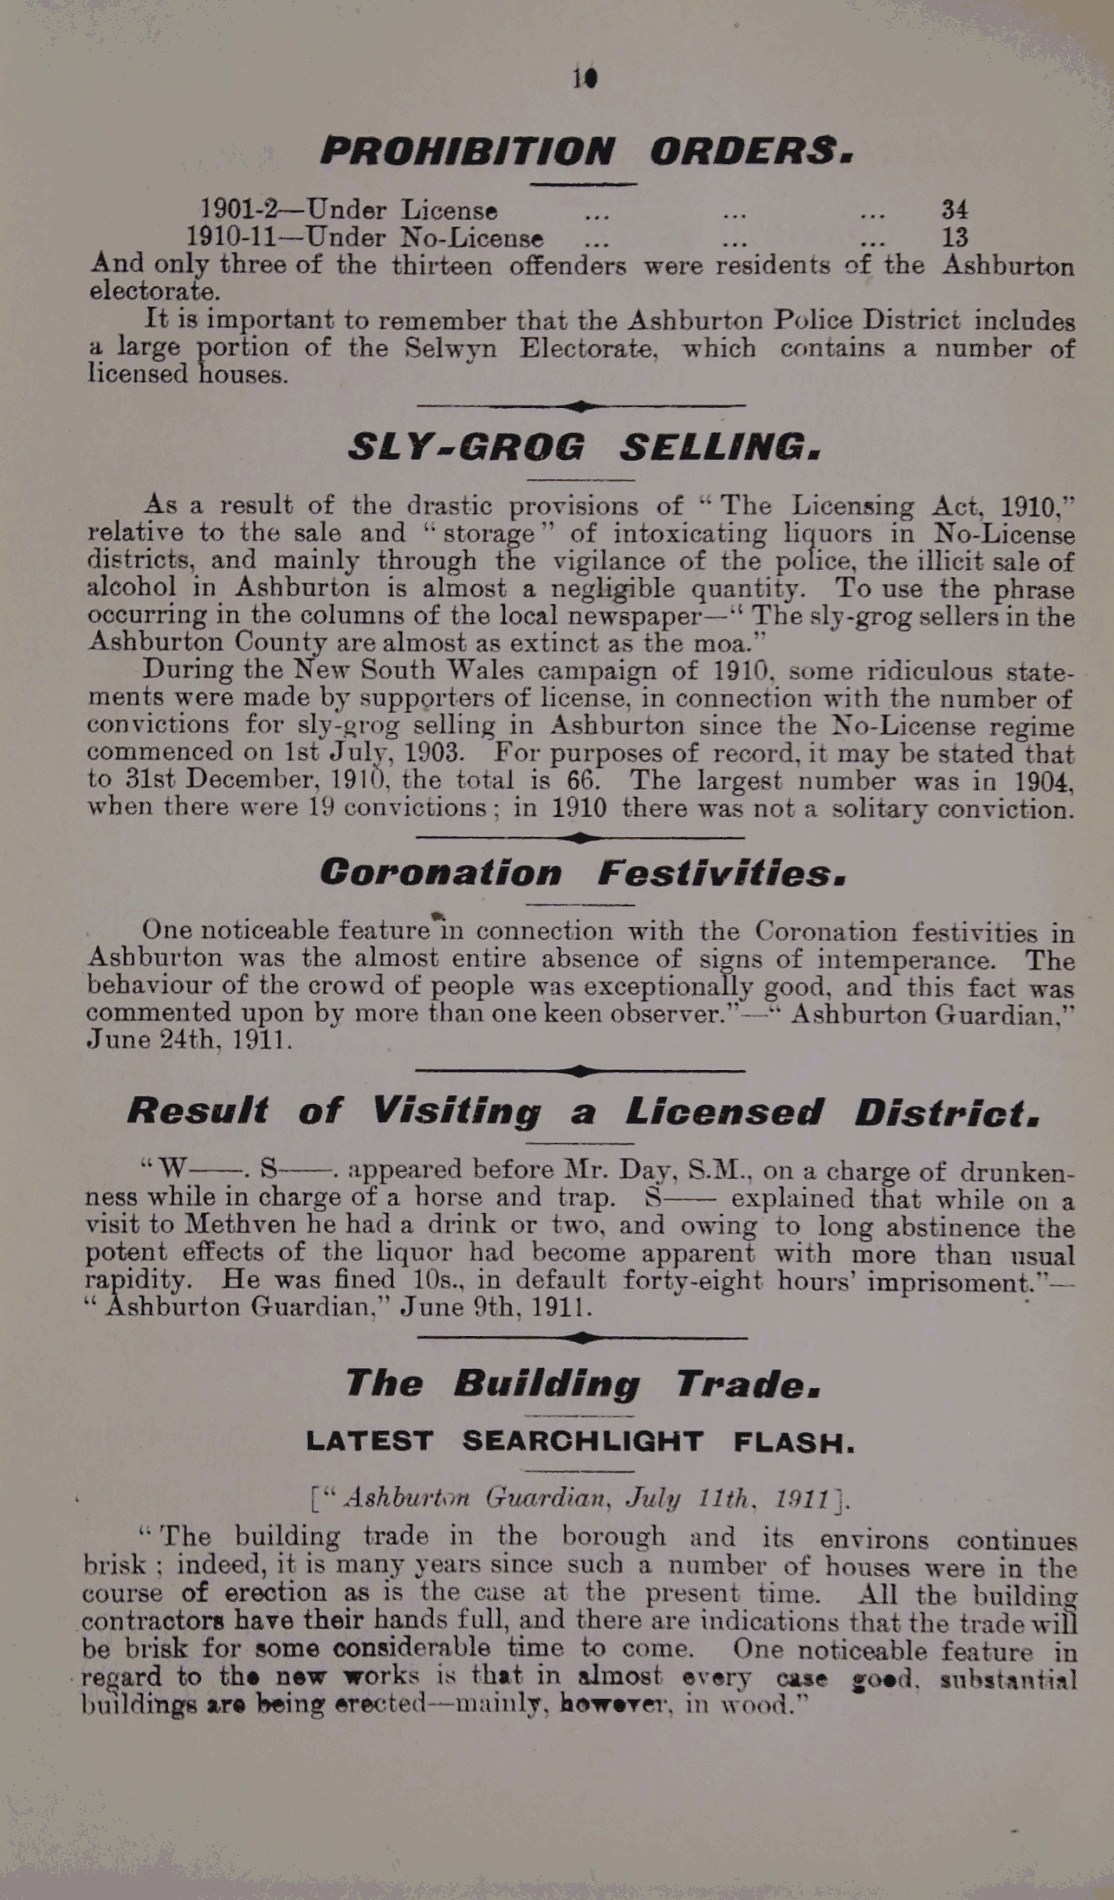 10
PROHIBITION ORDERS.
1901-2—Under License ... ... ... 34
1910-11—Under No-License ... ... ... 13
And only three of the thirteen offenders were residents of the Ashburton
electorate.
It is important to remember that the Ashburton Police District includes
a large portion of the Selwyn Electorate, which contains a number of
licensed houses.
SLY-GROG SELLING.
As a result of the drastic provisions of “ The Licensing Act, 1910,”
relative to the sale and “ storage ” of intoxicating liquors in No-License
districts, and mainly through the vigilance of the police, the illicit sale of
alcohol in Ashburton is almost a negligible quantity. To use the phrase
occurring in the columns of the local newspaper—“ The sly-grog sellers in the
Ashburton County are almost as extinct as the moa.”
During the New South Wales campaign of 1910, some ridiculous state-
ments were made by supporters of license, in connection with the number of
convictions for sly-grog selling in Ashburton since the No-License regime
commenced on 1st July, 1903. For purposes of record, it may be stated that
to 31st December, 1910, the total is 66. The largest number was in 1904,
when there were 19 convictions ; in 1910 there was not a solitary conviction.
Coronation Festivities.
One noticeable feature in connection with the Coronation festivities in
Ashburton was the almost entire absence of signs of intemperance. The
behaviour of the crowd of people was exceptionally good, and this fact was
commented upon by more than one keen observer.”—“ Ashburton Guardian,”
June 24th, 1911.
Result of Visiting a Licensed District.
“ W——. S——. appeared before Mr. Day, S.M., on a charge of drunken-
ness while in charge of a horse and trap. S—— explained that while on a
visit to Methven he had a drink or two, and owing to long abstinence the
potent effects of the liquor had become apparent with more than usual
rapidity. He was fined 10s., in default forty-eight hours’ imprisoment.”—
“ Ashburton Guardian,” June 9th, 1911.
The Building Trade.
LATEST SEARCHLIGHT FLASH.
[“ Ashburton Guardian, July 11th, 1911].
“ The building trade in the borough and its environs continues
brisk ; indeed, it is many years since such a number of houses were in the
course of erection as is the case at the present time. All the building
contractors have their hands full, and there are indications that the trade will
be brisk for some considerable time to come. One noticeable feature in
regard to the new works is that in almost every case good, substantial
buildings are being erected—mainly, however, in wood.”